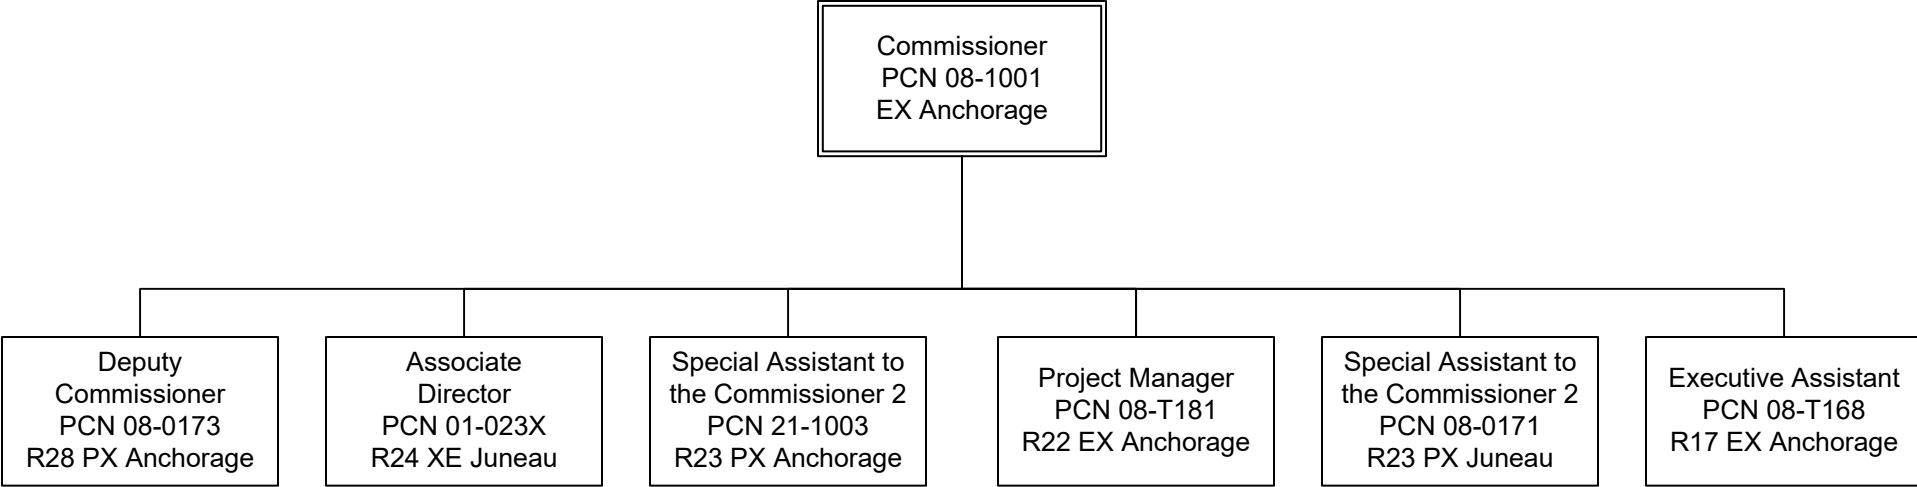 Commissioner
PCN 08-1001
EX Anchorage
Deputy
Commissioner
PCN 08-0173
R28 PX Anchorage
Associate
Director
PCN 01-023X
R24 XE Juneau
Special Assistant to
the Commissioner 2
PCN 21-1003
R23 PX Anchorage
Project Manager
PCN 08-T181
R22 EX Anchorage
Special Assistant to
the Commissioner 2
PCN 08-0171
R23 PX Juneau
Executive Assistant
PCN 08-T168
R17 EX Anchorage